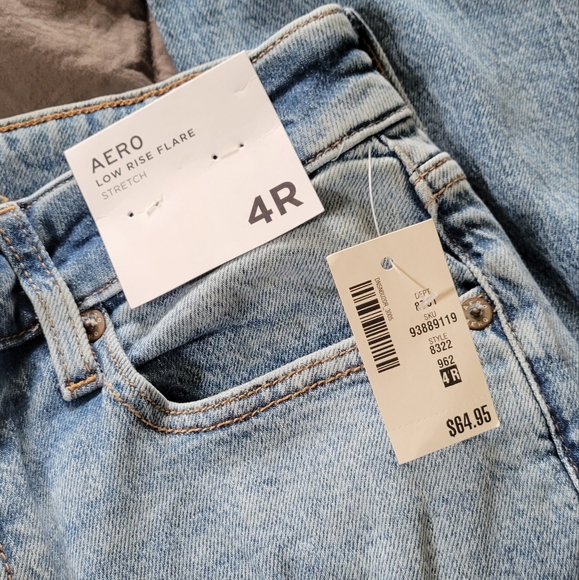 AERO
LOW RISE FLARE
STRETCH
4R
DEPT
SKU
93889119
STYLE
8322
962
4R
$64.95